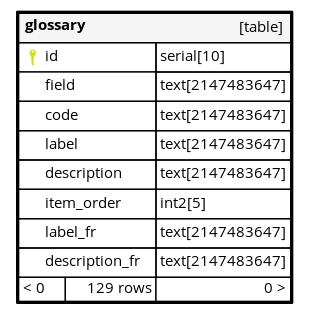 glossary [table]
id serial[10]
field text[2147483647]
code text[2147483647]
label text[2147483647]
description text[2147483647]
item_order int2[5]
label_fr text[2147483647]
description_fr text[2147483647]
< 0 129 rows 0 >